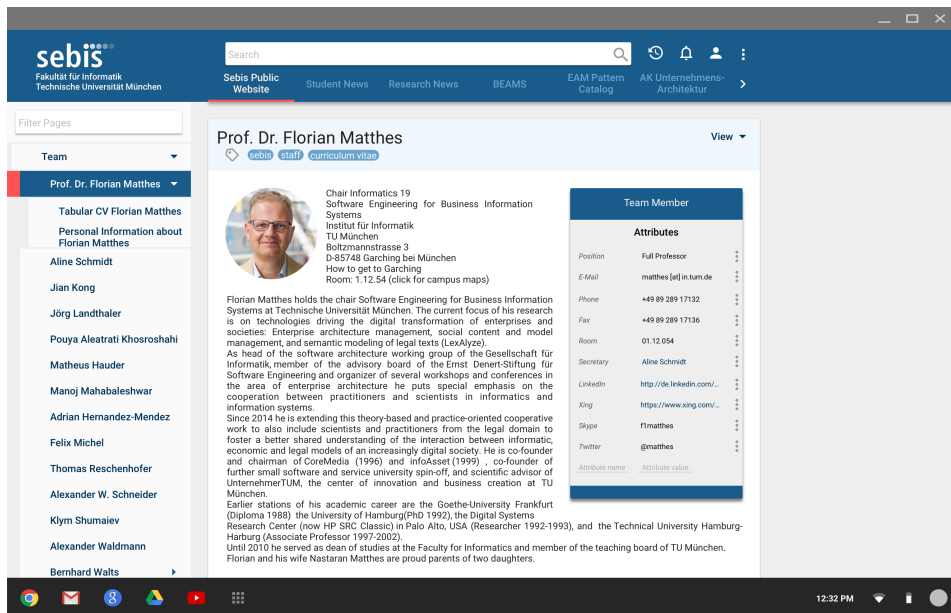 sebis
Fakultät für Informatik
Technische Universität München
Search
Sebis Public
Website
Student News
Research News
BEAMS
EAM Pattern
Catalog
AK Unternehmens-
Architektur
Filter Pages
Team
Prof. Dr. Florian Matthes
Tabular CV Florian Matthes
Personal Information about
Florian Matthes
Aline Schmidt
Jian Kong
Jörg Landthaler
Pouya Aleatrati Khosroshahi
Matheus Hauder
Manoj Mahabaleshwar
Adrian Hernandez-Mendez
Felix Michel
Thomas Reschenhofer
Alexander W. Schneider
Klym Shumaiev
Alexander Waldmann
Bernhard Walts
Prof. Dr. Florian Matthes
View
sebis staff curriculum vitae
Chair Informatics 19
Software Engineering for Business Information
Systems
Institut für Informatik
TU München
Boltzmannstrasse 3
D-85748 Garching bei München
How to get to Garching
Room: 1.12.54 (click for campus maps)
Florian Matthes holds the chair Software Engineering for Business Information
Systems at Technische Universität München. The current focus of his research
is on technologies driving the digital transformation of enterprises and
societies: Enterprise architecture management, social content and model
management, and semantic modeling of legal texts (LexAlyze).
As head of the software architecture working group of the Gesellschaft für
Informatik, member of the advisory board of the Ernst Denert-Stiftung für
Software Engineering and organizer of several workshops and conferences in
the area of enterprise architecture he puts special emphasis on the
cooperation between practitioners and scientists in informatics and
information systems.
Since 2014 he is extending this theory-based and practice-oriented cooperative
work to also include scientists and practitioners from the legal domain to
foster a better shared understanding of the interaction between informatic,
economic and legal models of an increasingly digital society. He is co-founder
and chairman of CoreMedia (1996) and infoAsset (1999) , co-founder of
further small software and service university spin-off, and scientific advisor of
UnternehmerTUM, the center of innovation and business creation at TU
München.
Earlier stations of his academic career are the Goethe-University Frankfurt
(Diploma 1988) the University of Hamburg(PhD 1992), the Digital Systems
Research Center (now HP SRC Classic) in Palo Alto, USA (Researcher 1992-1993), and the Technical University Hamburg-
Harburg (Associate Professor 1997-2002).
Until 2010 he served as dean of studies at the Faculty for Informatics and member of the teaching board of TU München.
Florian and his wife Nastaran Matthes are proud parents of two daughters.
Team Member
Attributes
Position Full Professor
E-Mail matthes [at] in.tum.de
Phone +49 89 289 17132
Fax +49 89 289 17136
Room 01.12.054
Secretary Aline Schmidt
LinkedIn http://de.linkedin.com/...
Xing https://www.xing.com/...
Skype f1matthes
Twitter @matthes
Attribute name Attribute value
12:32 PM